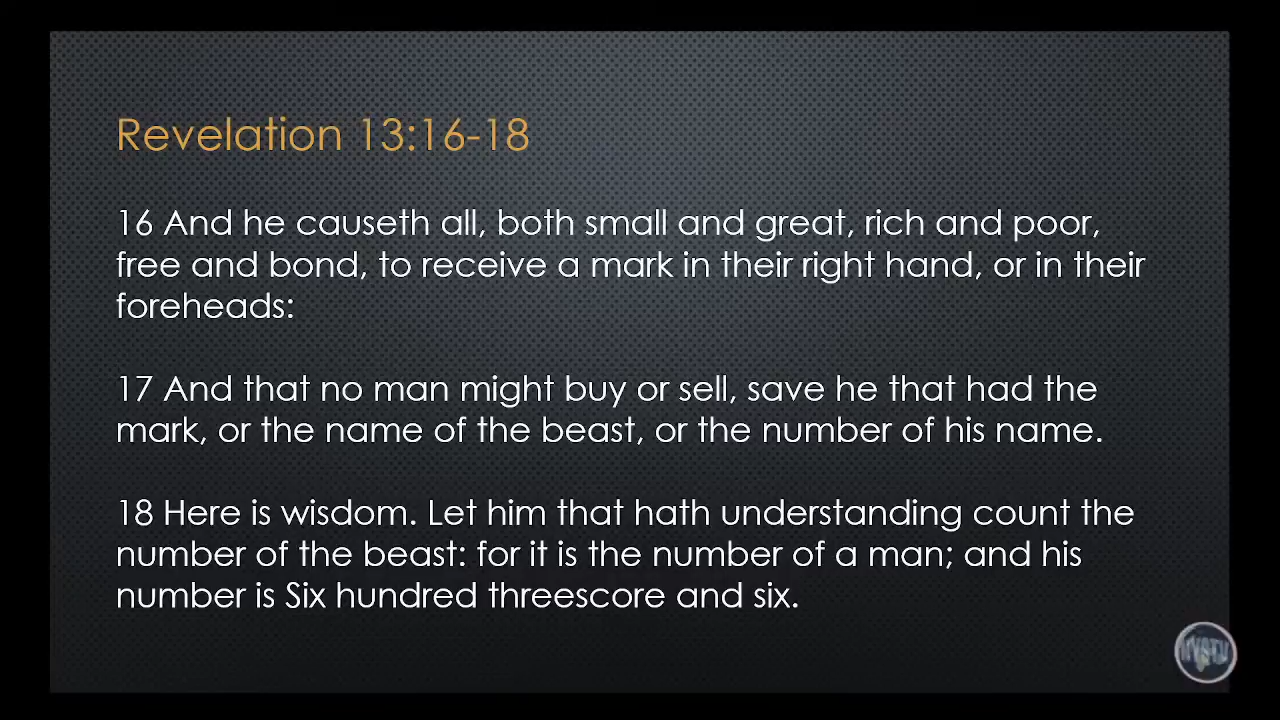 Revelation 13:16-18
16 And he causeth all, both small and great, rich and poor,
free and bond, to receive a mark in their right hand, or in their
foreheads:
17 And that no man might buy or sell, save he that had the
mark, or the name of the beast, or the number of his name.
18 Here is wisdom. Let him that hath understanding count the
number of the beast: for it is the number of a man; and his
number is Six hundred threescore and six.